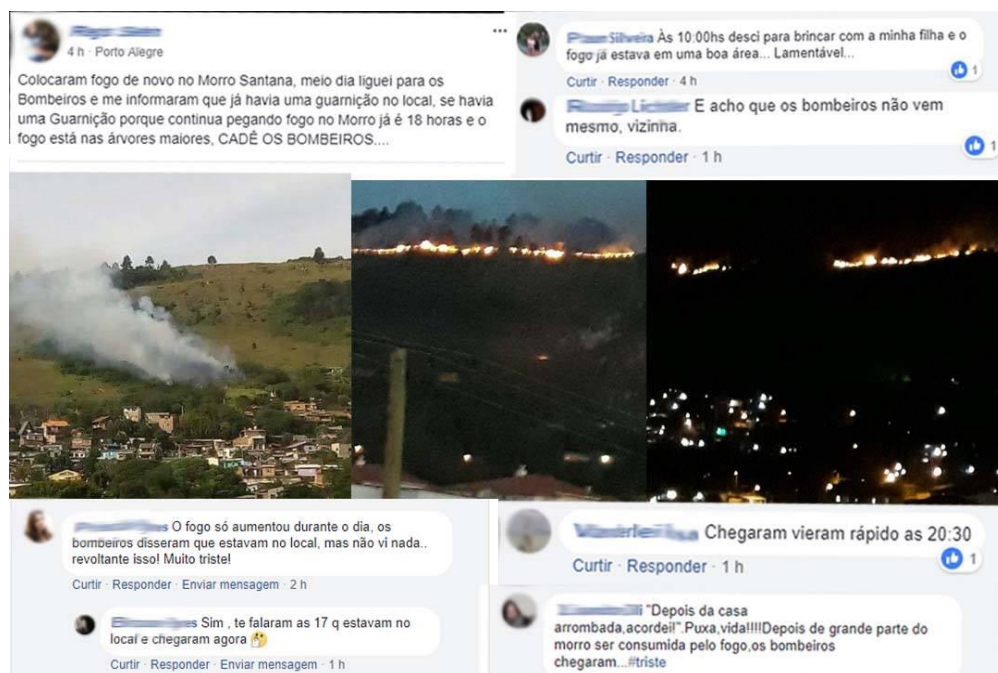 4 h · Porto Alegre
Colocaram fogo de novo no Morro Santana, meio dia liguei para os
Bombeiros e me informaram que já havia uma guarnição no local, se havia
uma Guarnição porque continua pegando fogo no Morro já é 18 horas e o
fogo está nas árvores maiores, CADÊ OS BOMBEIROS....
Silveira Às 10:00hs desci para brincar com a minha filha e o
fogo já estava em uma boa área... Lamentável...
Curtir · Responder · 4 h
1
E acho que os bombeiros não vem
mesmo, vizinha.
Curtir · Responder · 1 h
1
O fogo só aumentou durante o dia, os
bombeiros disseram que estavam no local, mas não vi nada..
revoltante isso! Muito triste!
Curtir · Responder · Enviar mensagem · 2 h
Sim , te falaram as 17 q estavam no
local e chegaram agora 🤔
Curtir · Responder · Enviar mensagem · 1 h
Chegaram vieram rápido as 20:30
Curtir · Responder · 1 h
1
"Depois da casa
arrombada,acordei!".Puxa,vida!!!!Depois de grande parte do
morro ser consumida pelo fogo,os bombeiros
chegaram...#triste